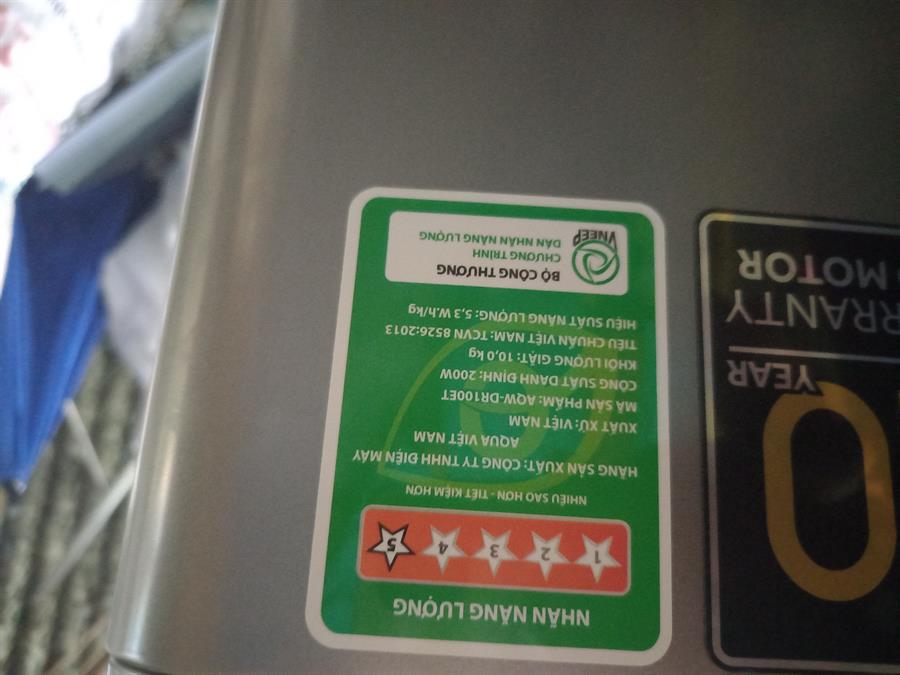 NHÃN NĂNG LƯỢNG
1 2 3 4 5
NHIỀU SAO HƠN - TIẾT KIỆM HƠN
HÃNG SẢN XUẤT: CÔNG TY TNHH ĐIỆN MÁY
AQUA VIỆT NAM
XUẤT XỨ: VIỆT NAM
MÃ SẢN PHẨM: AQW-DR100ET
CÔNG SUẤT DANH ĐỊNH: 200W
KHỐI LƯỢNG GIẶT: 10,0 kg
TIÊU CHUẨN VIỆT NAM: TCVN 8526:2013
HIỆU SUẤT NĂNG LƯỢNG: 5,3 W.h/kg
VNEEP
BỘ CÔNG THƯƠNG
CHƯƠNG TRÌNH
DÁN NHÃN NĂNG LƯỢNG
0
YEAR
RRANTY
MOTOR